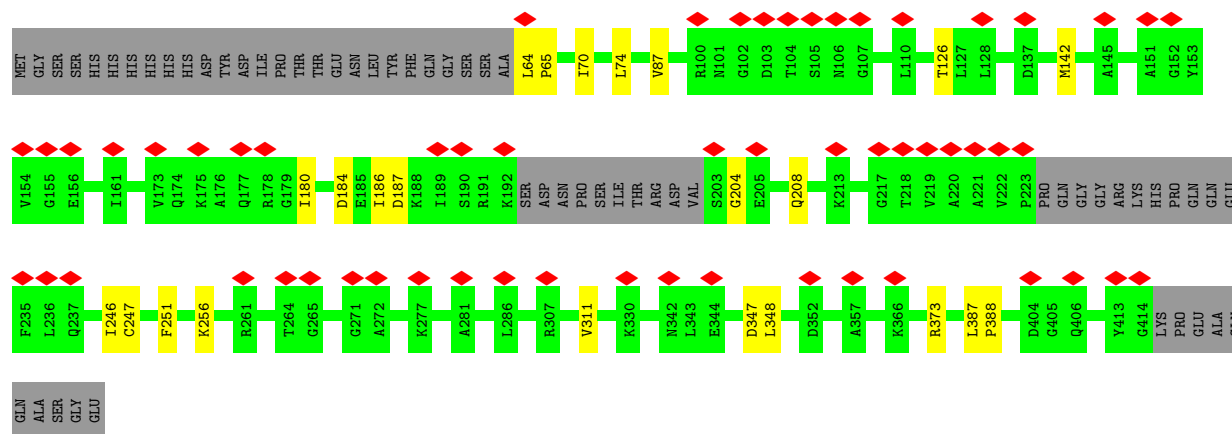 MET GLY SER SER HIS HIS HIS HIS HIS HIS ASP TYR ASP ILE PRO THR THR GLU ASN LEU TYR PHE GLN GLY SER SER ALA L64 P65 I70 L74 V87 R100 N101 G102 D103 T104 S105 N106 G107 L110 T126 L127 L128 D137 M142 A145 A151 G152 Y153
V154 G155 E156 I161 V173 Q174 K175 A176 Q177 R178 G179 I180 D184 E185 I186 D187 K188 I189 S190 R191 K192 SER ASP ASN PRO SER ILE THR ARG ASP VAL S203 G204 E205 Q208 K213 G217 T218 V219 A220 A221 V222 P223 PRO GLN GLY GLY ARG LYS HIS PRO GLN GLN GLU
F235 L236 Q237 I246 C247 F251 K256 R261 T264 G265 G271 A272 K277 A281 L286 R307 V311 K330 N342 L343 E344 D347 L348 D352 A357 K366 R373 L387 P388 D404 G405 Q406 Y413 G414 LYS PRO GLU ALA
GLN ALA SER GLY GLU